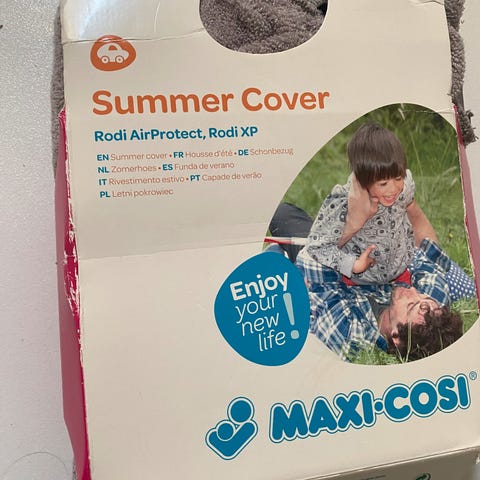 Summer Cover
Rodi AirProtect, Rodi XP
EN Summer cover • FR Housse d'été • DE Schonbezug
NL Zomerhoes • ES Funda de verano
IT Rivestimento estivo • PT Capade de verão
PL Letni pokrowiec
Enjoy
your
new
life!
MAXI-COSI®